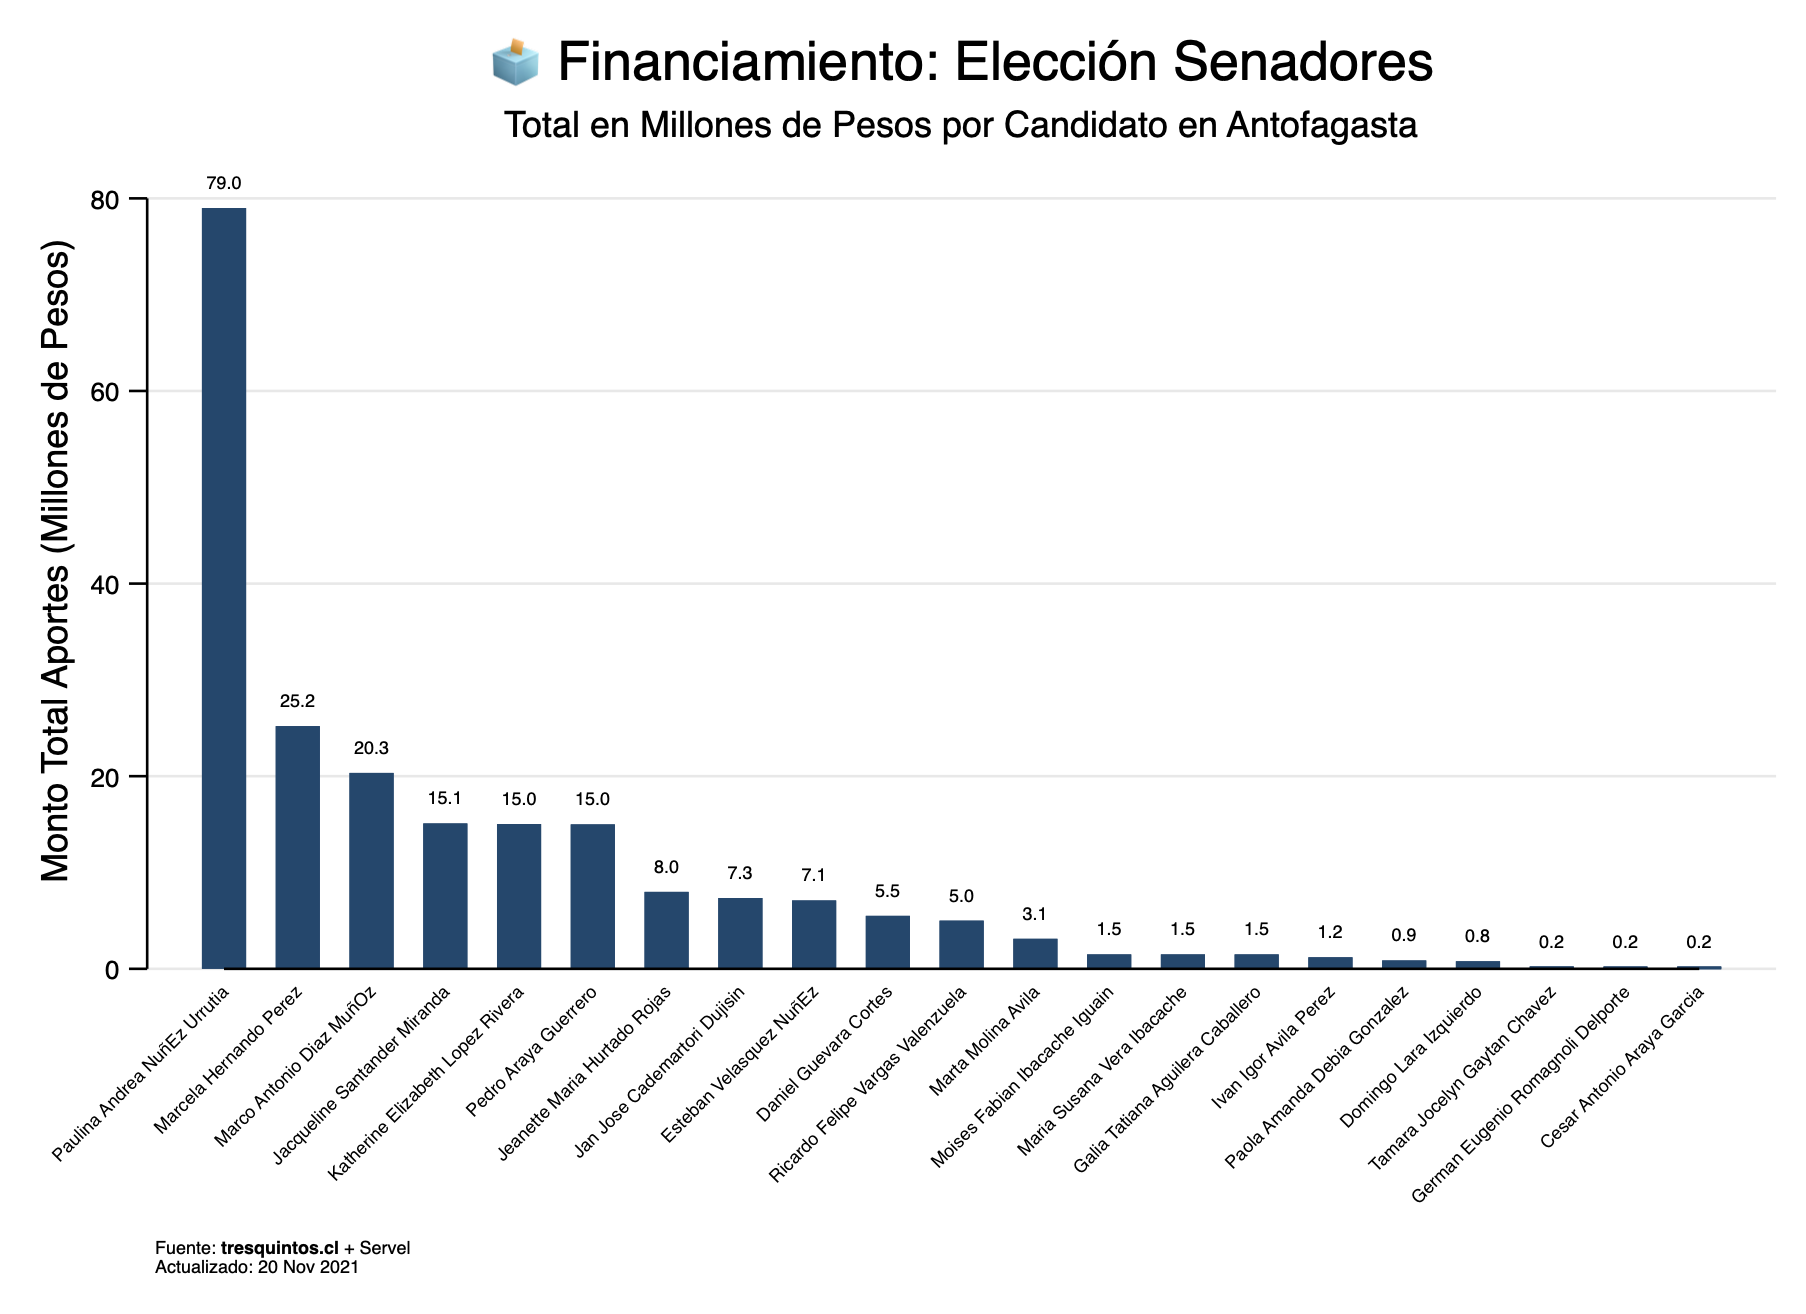 Financiamiento: Elección Senadores
Total en Millones de Pesos por Candidato en Antofagasta
Monto Total Aportes (Millones de Pesos)
80
60
40
20
0
79.0
25.2
20.3
15.1
15.0
15.0
8.0
7.3
7.1
5.5
5.0
3.1
1.5
1.5
1.5
1.2
0.9
0.8
0.2
0.2
0.2
Paulina Andrea NuñEz Urrutia
Marcela Hernando Perez
Marco Antonio Diaz MuñOz
Jacqueline Santander Miranda
Katherine Elizabeth Lopez Rivera
Pedro Araya Guerrero
Jeanette Maria Hurtado Rojas
Jan Jose Cademartori Dujisin
Esteban Velasquez NuñEz
Daniel Guevara Cortes
Ricardo Felipe Vargas Valenzuela
Marta Molina Avila
Moises Fabian Ibacache Iguain
Maria Susana Vera Ibacache
Galia Tatiana Aguilera Caballero
Ivan Igor Avila Perez
Paola Amanda Debia Gonzalez
Domingo Lara Izquierdo
Tamara Jocelyn Gaytan Chavez
German Eugenio Romagnoli Delporte
Cesar Antonio Araya Garcia
Fuente: tresquintos.cl + Servel
Actualizado: 20 Nov 2021